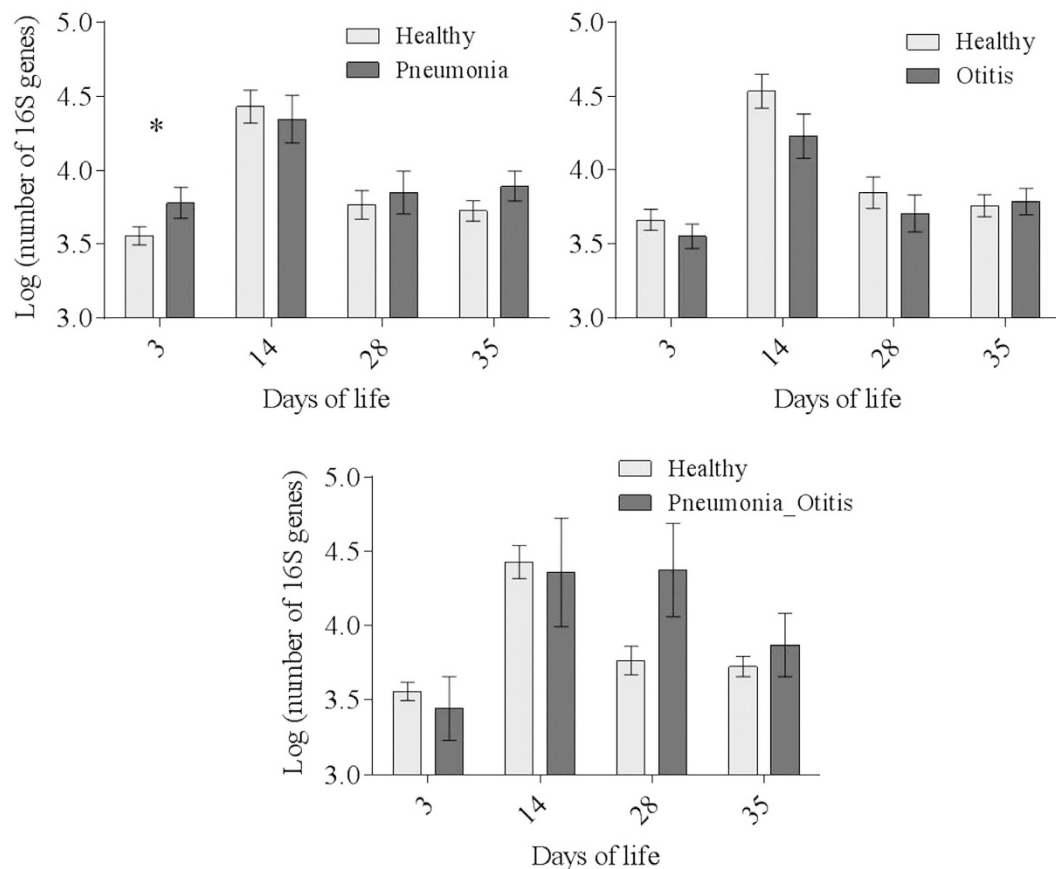 Log (number of 16S genes)
5.0
4.5
4.0
3.5
3.0
*
Healthy
Pneumonia
3
14
28
35
Days of life
5.0
4.5
4.0
3.5
3.0
Healthy
Otitis
3
14
28
35
Days of life
Log (number of 16S genes)
5.0
4.5
4.0
3.5
3.0
Healthy
Pneumonia_Otitis
3
14
28
35
Days of life